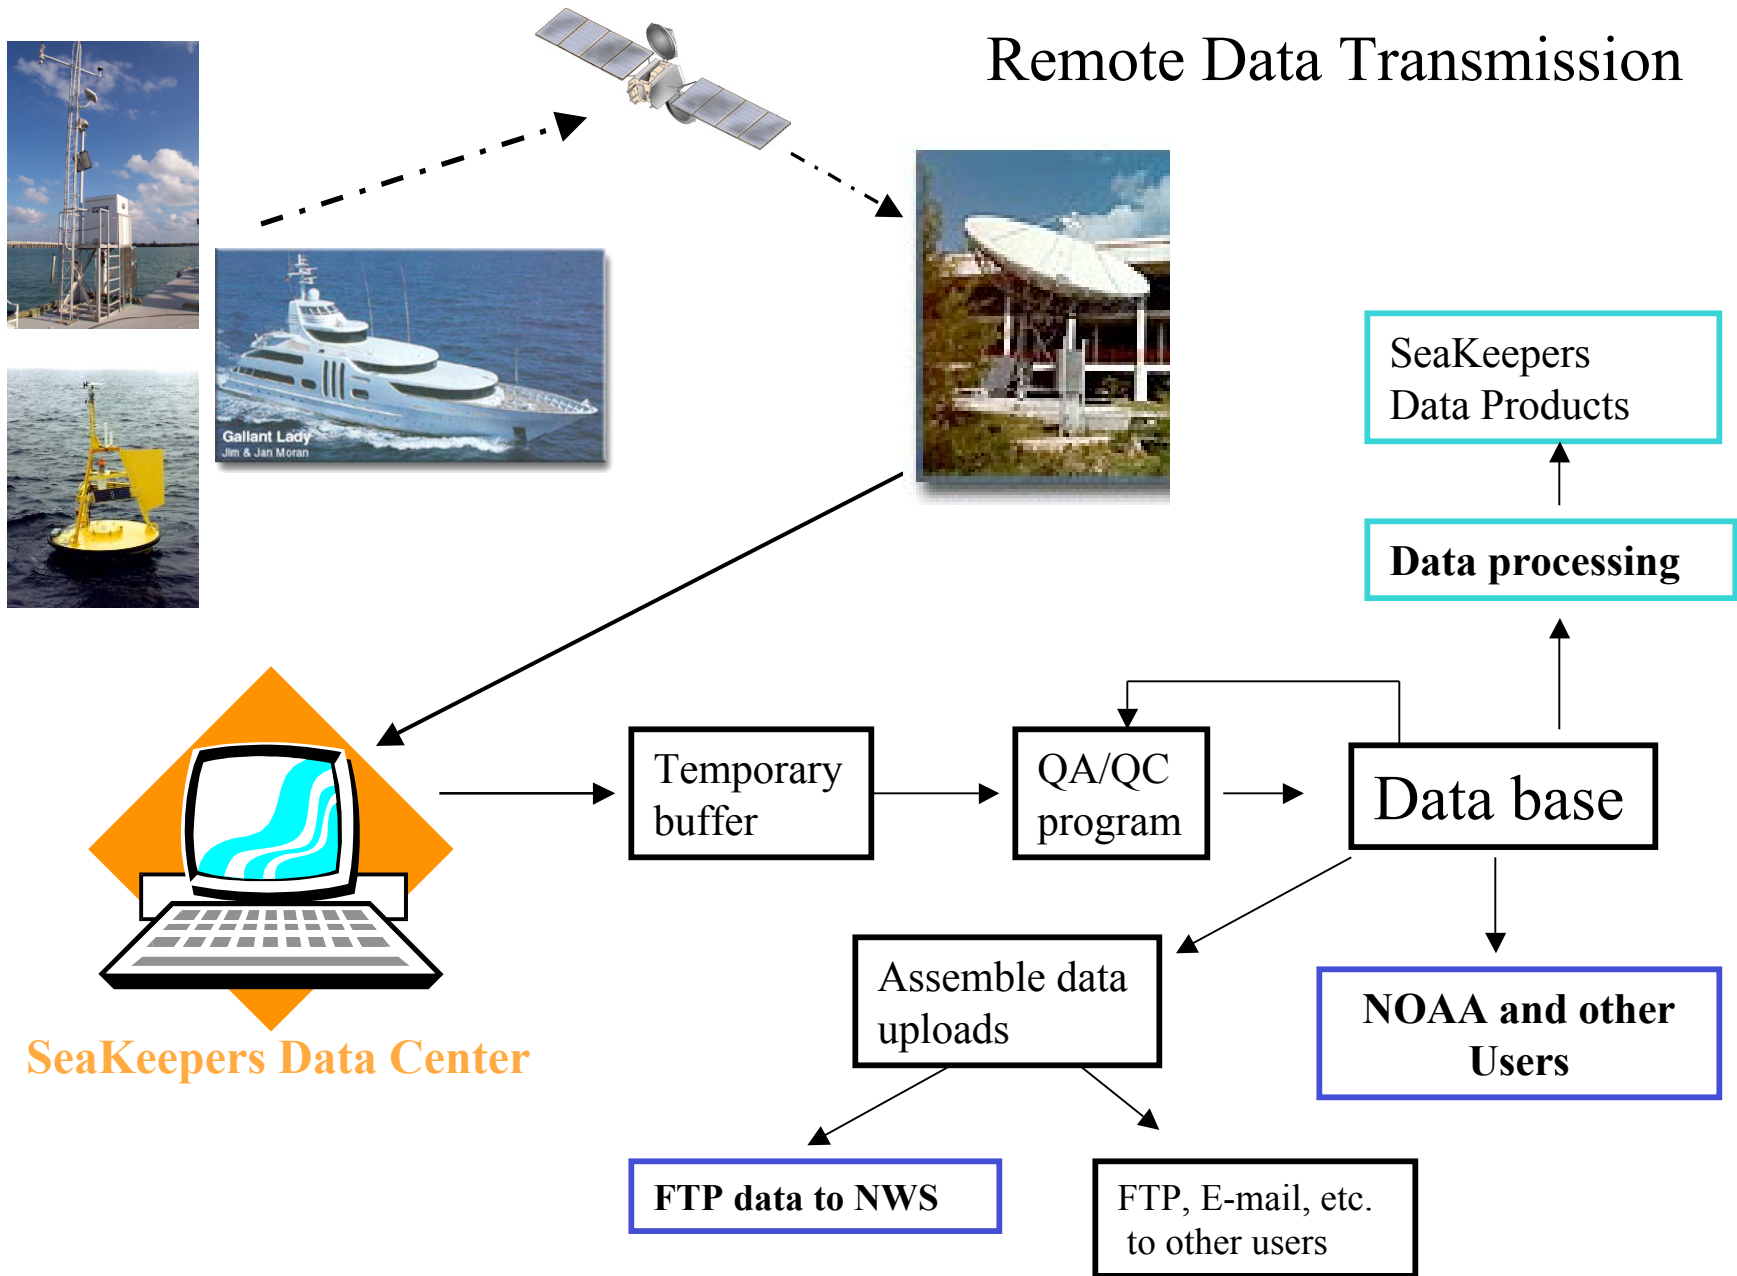 Remote Data Transmission
Gallant Lady
Jim & Jan Moran
SeaKeepers
Data Products
Data processing
Temporary
buffer
QA/QC
program
Data base
Assemble data
uploads
NOAA and other
Users
SeaKeepers Data Center
FTP data to NWS
FTP, E-mail, etc.
to other users